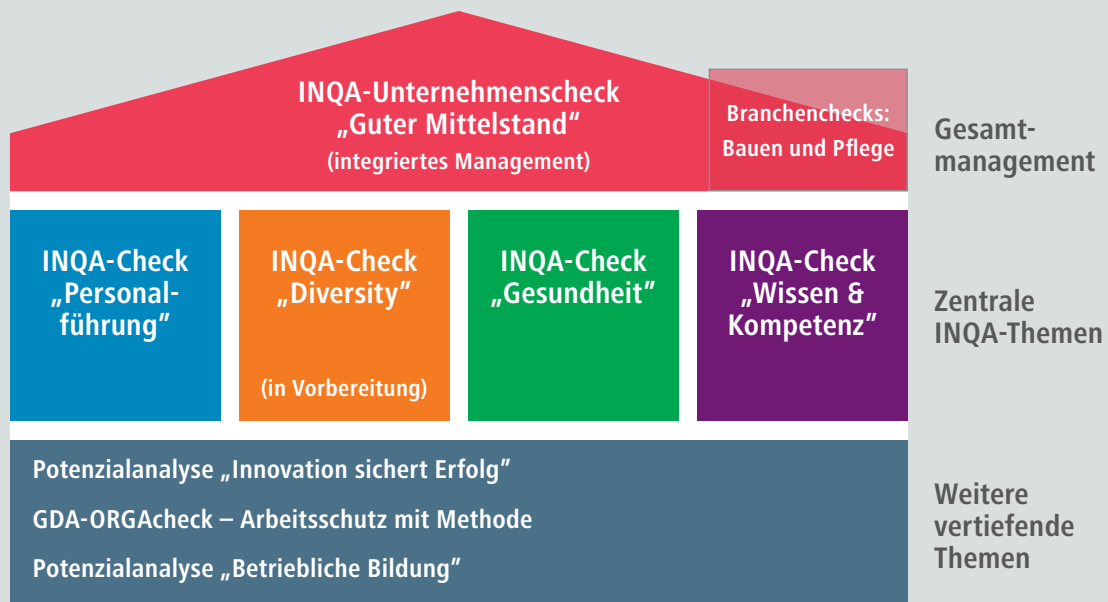 INQA-Unternehmenscheck
„Guter Mittelstand“
(integriertes Management)
Branchenchecks:
Bauen und Pflege
Gesamt-
management
INQA-Check
„Personal-
führung”
INQA-Check
„Diversity”
(in Vorbereitung)
INQA-Check
„Gesundheit”
INQA-Check
„Wissen &
Kompetenz”
Zentrale
INQA-Themen
Potenzialanalyse „Innovation sichert Erfolg”
GDA-ORGAcheck – Arbeitsschutz mit Methode
Potenzialanalyse „Betriebliche Bildung”
Weitere
vertiefende
Themen